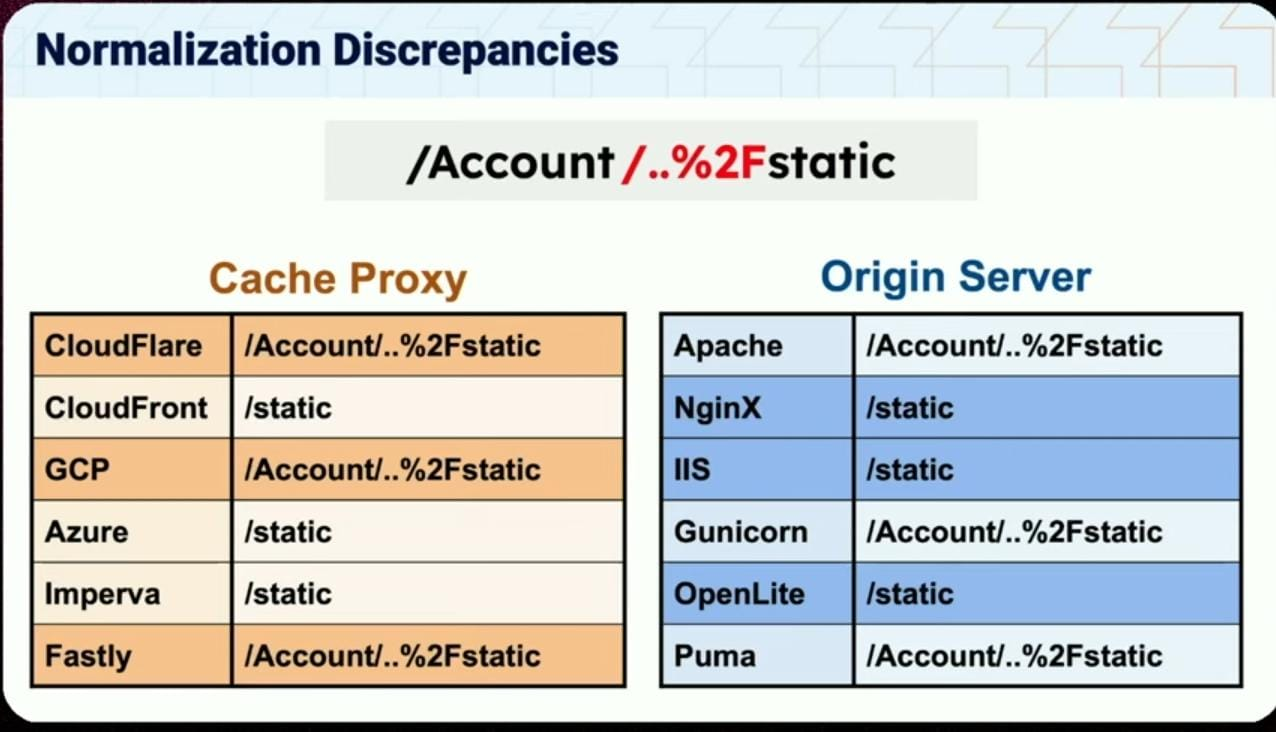 Normalization Discrepancies
/Account/..%2Fstatic
Cache Proxy
CloudFlare /Account/..%2Fstatic
CloudFront /static
GCP /Account/..%2Fstatic
Azure /static
Imperva /static
Fastly /Account/..%2Fstatic
Origin Server
Apache /Account/..%2Fstatic
NginX /static
IIS /static
Gunicorn /Account/..%2Fstatic
OpenLite /static
Puma /Account/..%2Fstatic